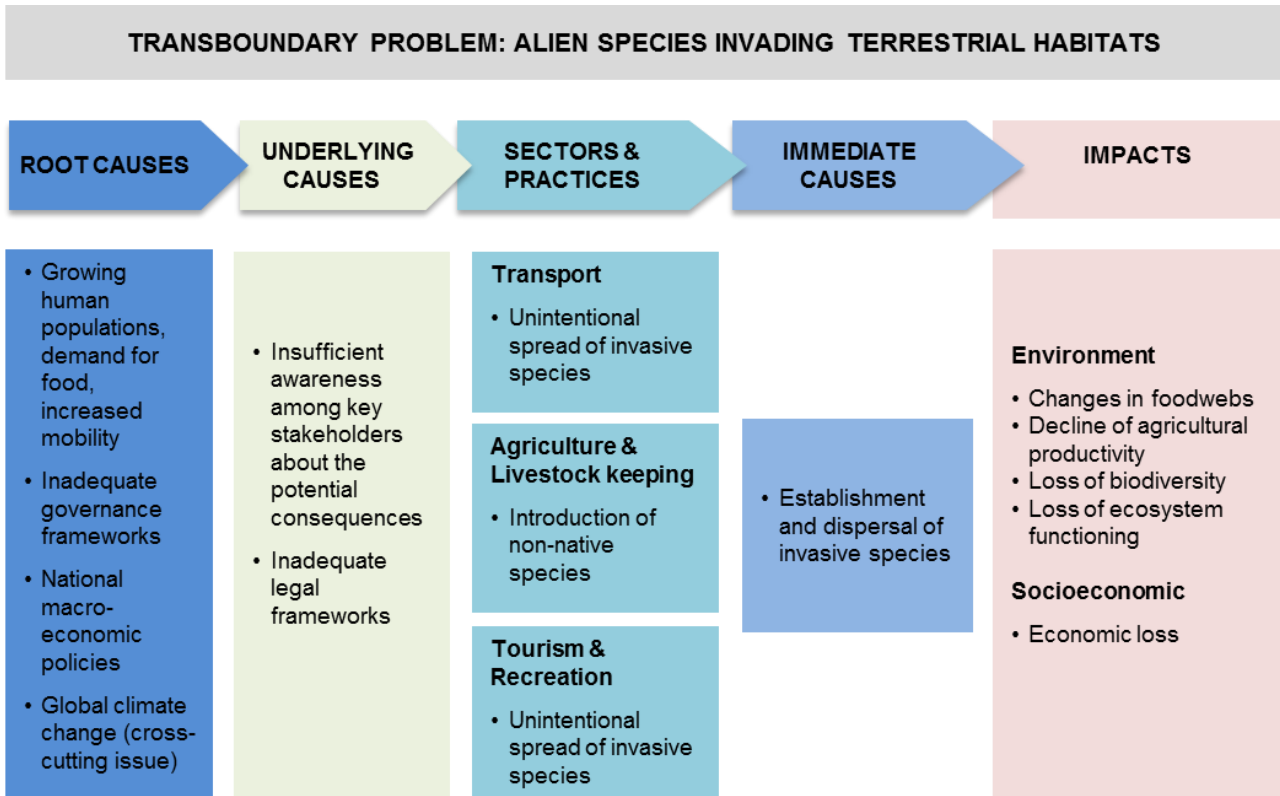 TRANSBOUNDARY PROBLEM: ALIEN SPECIES INVADING TERRESTRIAL HABITATS
ROOT CAUSES
UNDERLYING
CAUSES
SECTORS &
PRACTICES
IMMEDIATE
CAUSES
IMPACTS
• Growing
human
populations,
demand for
food,
increased
mobility
• Inadequate
governance
frameworks
• National
macro-
economic
policies
• Global climate
change (cross-
cutting issue)
• Insufficient
awareness
among key
stakeholders
about the
potential
consequences
• Inadequate
legal
frameworks
Transport
• Unintentional
spread of invasive
species
Agriculture &
Livestock keeping
• Introduction of
non-native
species
Tourism &
Recreation
• Unintentional
spread of invasive
species
• Establishment
and dispersal of
invasive species
Environment
• Changes in foodwebs
• Decline of agricultural
productivity
• Loss of biodiversity
• Loss of ecosystem
functioning
Socioeconomic
• Economic loss